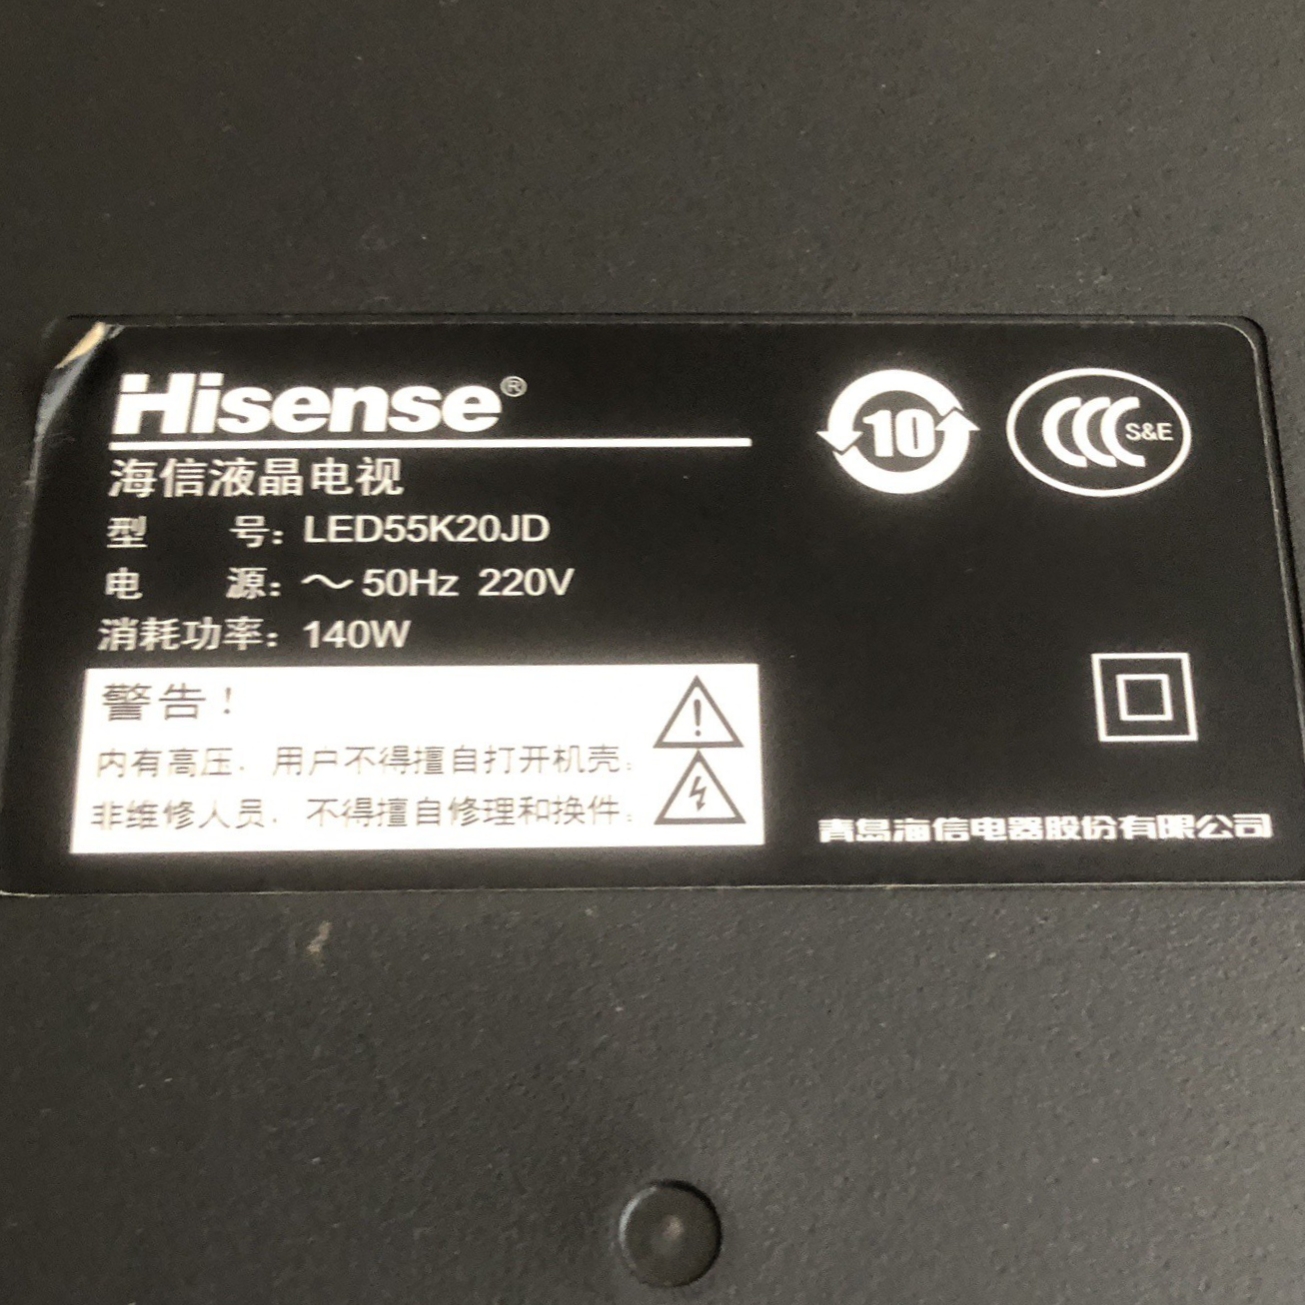 Hisense®
海信液晶电视
型 号：LED55K20JD
电 源：～50Hz 220V
消耗功率：140W
警告！
内有高压，用户不得擅自打开机壳；
非维修人员，不得擅自修理和换件；
10
CCC S&E
青岛海信电器股份有限公司